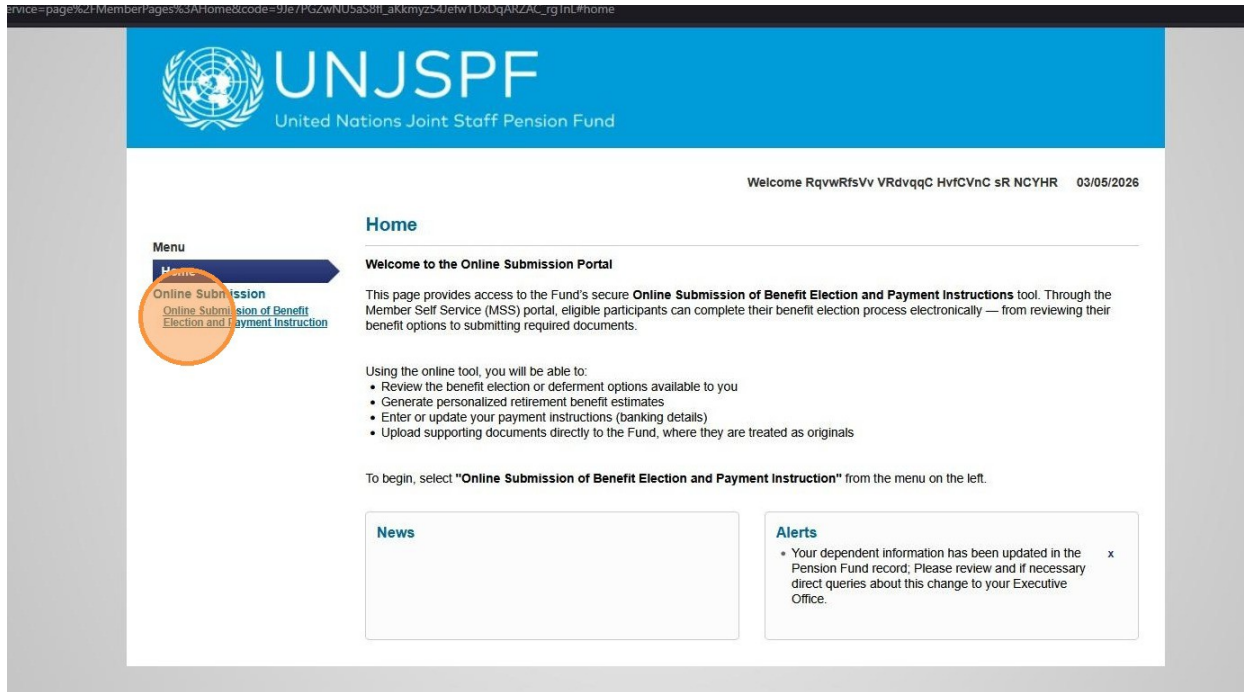 UNJSPF
United Nations Joint Staff Pension Fund
Welcome RqvwRfsVv VRdvqqC HvfCVnC sR NCYHR 03/05/2026
Menu
Home
Online Submission
Online Submission of Benefit
Election and Payment Instruction
Home
Welcome to the Online Submission Portal
This page provides access to the Fund's secure Online Submission of Benefit Election and Payment Instructions tool. Through the
Member Self Service (MSS) portal, eligible participants can complete their benefit election process electronically — from reviewing their
benefit options to submitting required documents.
Using the online tool, you will be able to:
• Review the benefit election or deferment options available to you
• Generate personalized retirement benefit estimates
• Enter or update your payment instructions (banking details)
• Upload supporting documents directly to the Fund, where they are treated as originals
To begin, select "Online Submission of Benefit Election and Payment Instruction" from the menu on the left.
News
Alerts
• Your dependent information has been updated in the x
Pension Fund record; Please review and if necessary
direct queries about this change to your Executive
Office.